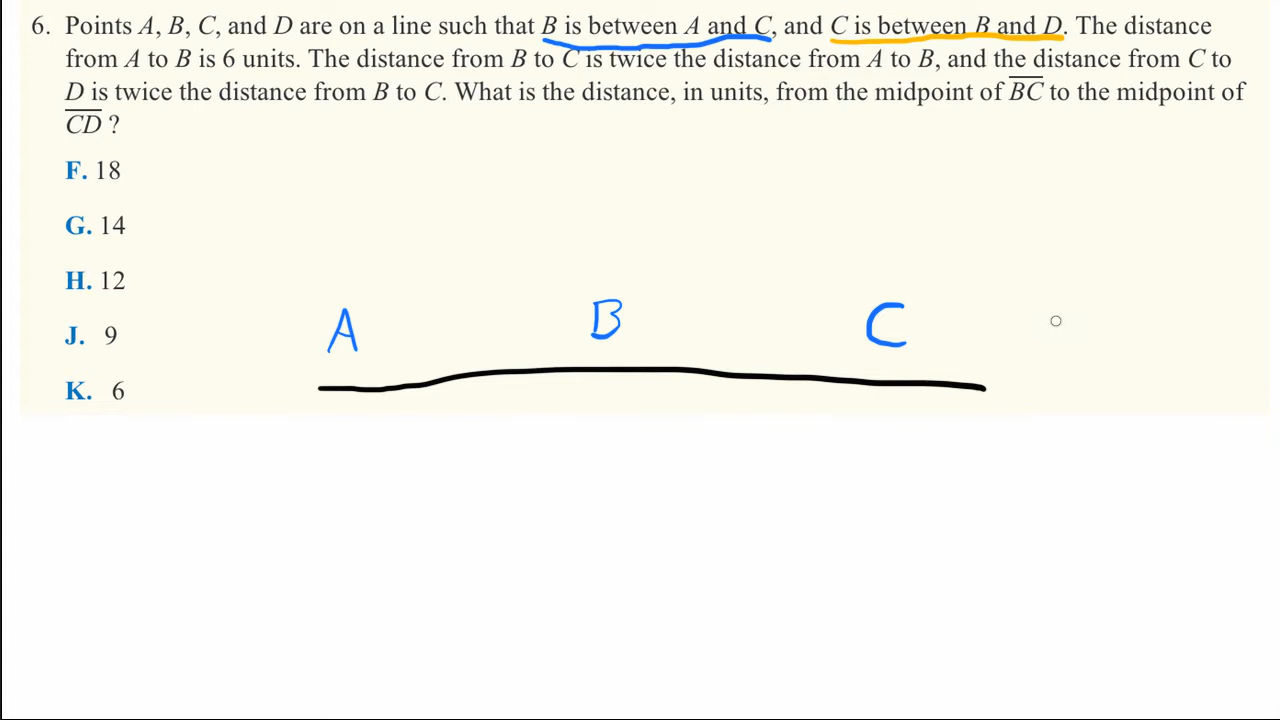 6. Points A, B, C, and D are on a line such that B is between A and C, and C is between B and D. The distance
from A to B is 6 units. The distance from B to C is twice the distance from A to B, and the distance from C to
D is twice the distance from B to C. What is the distance, in units, from the midpoint of BC to the midpoint of
CD ?
F. 18
G. 14
H. 12
J. 9
K. 6
A B C